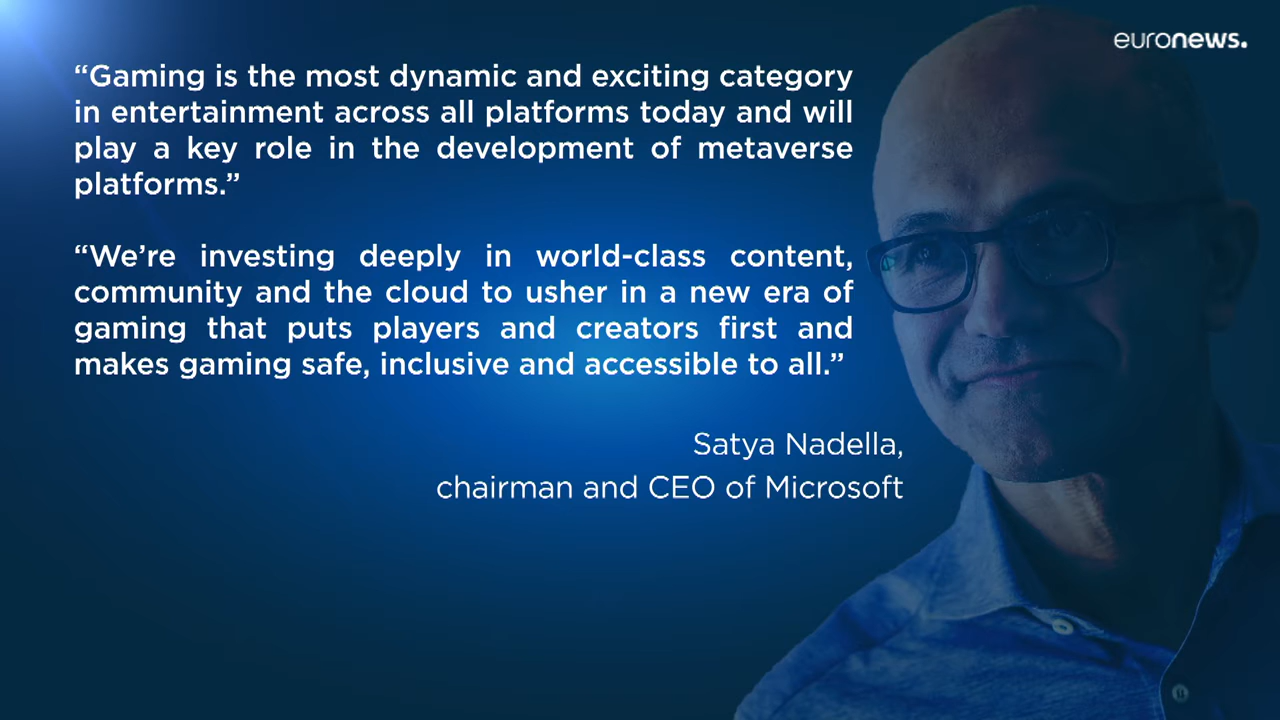 euronews.
“Gaming is the most dynamic and exciting category
in entertainment across all platforms today and will
play a key role in the development of metaverse
platforms.”
“We’re investing deeply in world-class content,
community and the cloud to usher in a new era of
gaming that puts players and creators first and
makes gaming safe, inclusive and accessible to all.”
Satya Nadella,
chairman and CEO of Microsoft